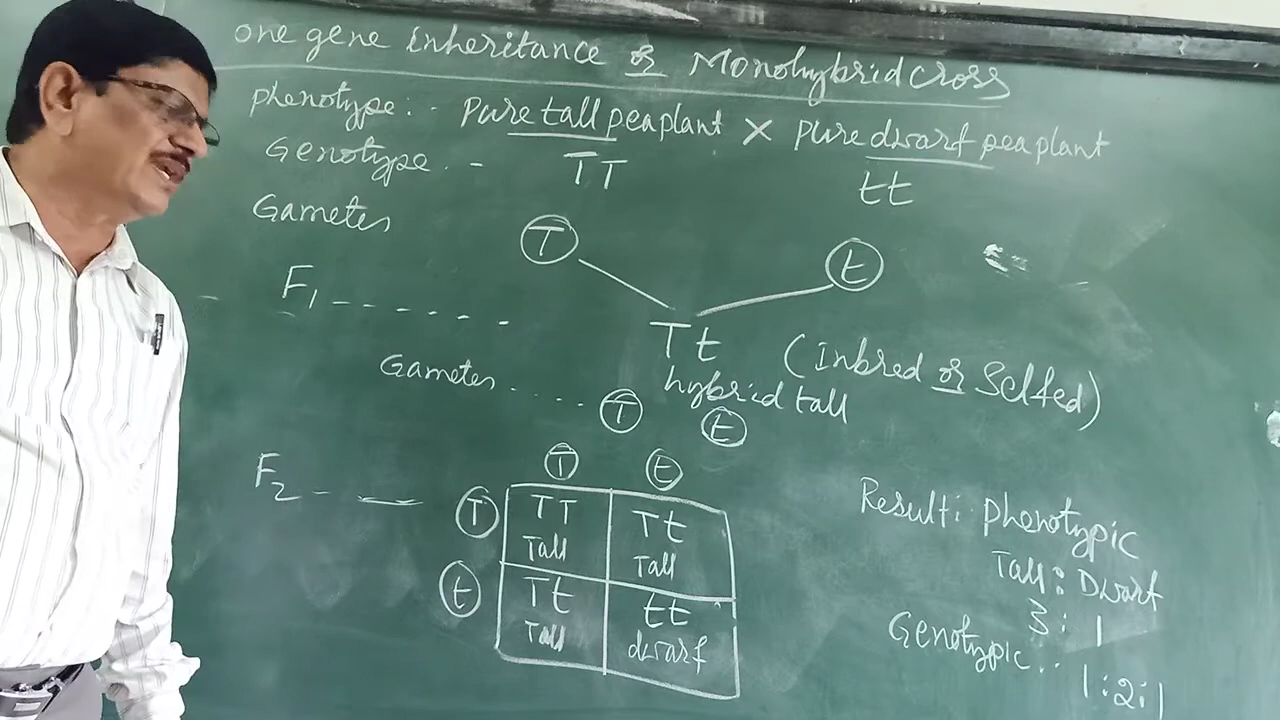 one gene inheritance or Monohybrid cross
Phenotype:- Pure tall pea plant X pure dwarf pea plant
Genotype.- TT tt
Gametes T t
F1 ------ Tt (Inbred or Selfed)
hybrid tall
Gametes..... T t
T t
F2 - — T TT Tt
Tall Tall
t Tt tt
Tall dwarf
Result: Phenotypic
Tall: Dwarf
3: 1
Genotypic..
1:2:1